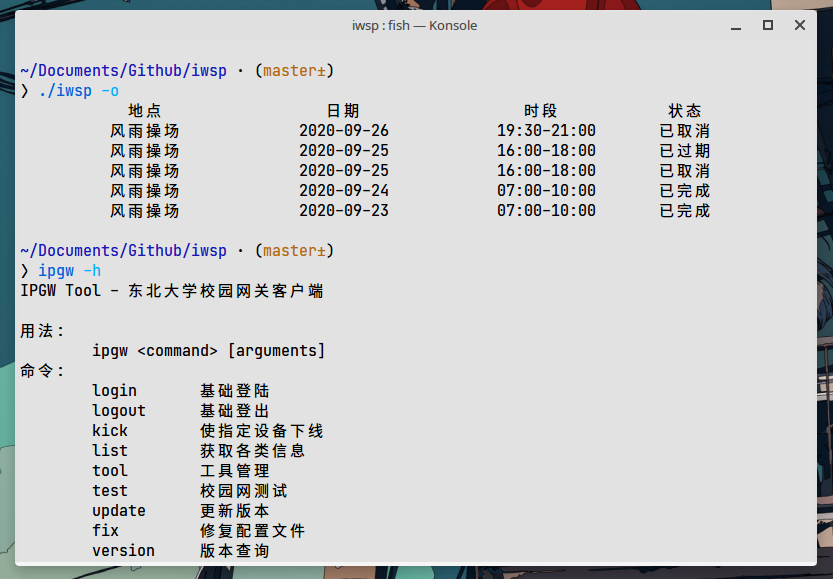 iwsp : fish — Konsole
~/Documents/Github/iwsp · (master±)
❯ ./iwsp -o
地点 日期 时段 状态
风雨操场 2020-09-26 19:30-21:00 已取消
风雨操场 2020-09-25 16:00-18:00 已过期
风雨操场 2020-09-25 16:00-18:00 已取消
风雨操场 2020-09-24 07:00-10:00 已完成
风雨操场 2020-09-23 07:00-10:00 已完成
~/Documents/Github/iwsp · (master±)
❯ ipgw -h
IPGW Tool - 东北大学校园网关客户端
用法:
ipgw <command> [arguments]
命令:
login 基础登陆
logout 基础登出
kick 使指定设备下线
list 获取各类信息
tool 工具管理
test 校园网测试
update 更新版本
fix 修复配置文件
version 版本查询